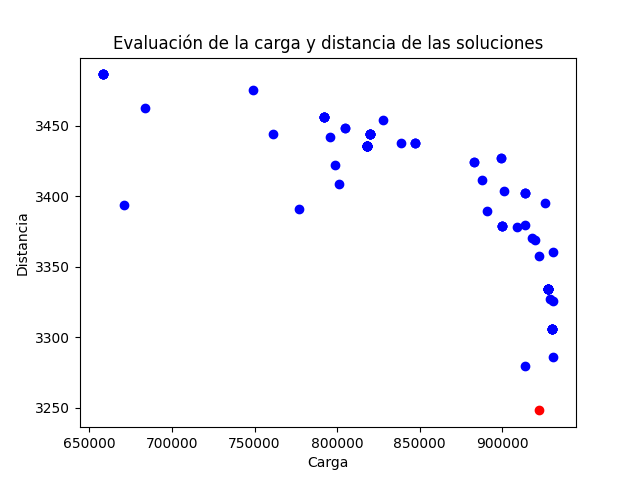 Evaluación de la carga y distancia de las soluciones
3450
3400
3350
3300
3250
Distancia
650000 700000 750000 800000 850000 900000
Carga